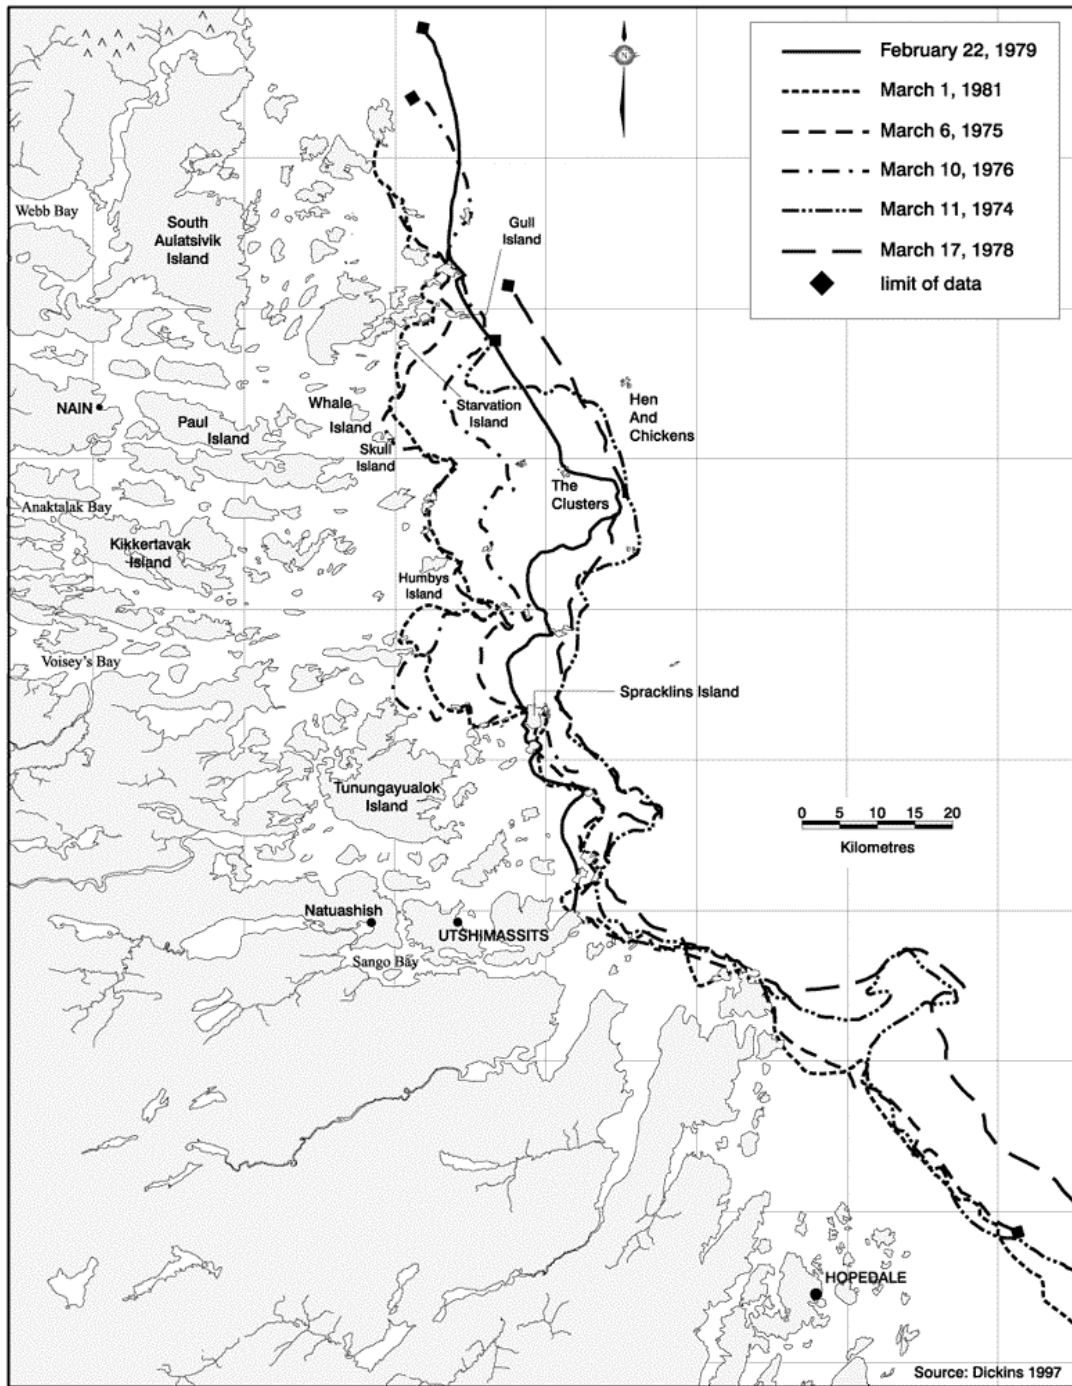 February 22, 1979
March 1, 1981
March 6, 1975
March 10, 1976
March 11, 1974
March 17, 1978
limit of data
N
Webb Bay
South
Aulatsivik
Island
Gull
Island
NAIN
Paul
Island
Whale
Island
Skull
Island
Starvation
Island
Hen
And
Chickens
The
Clusters
Anaktalak Bay
Kikkertavak
Island
Humbys
Island
Voisey's Bay
Spracklins Island
Tunungayualok
Island
0 5 10 15 20
Kilometres
Natuashish
UTSHIMASSITS
Sango Bay
HOPEDALE
Source: Dickins 1997